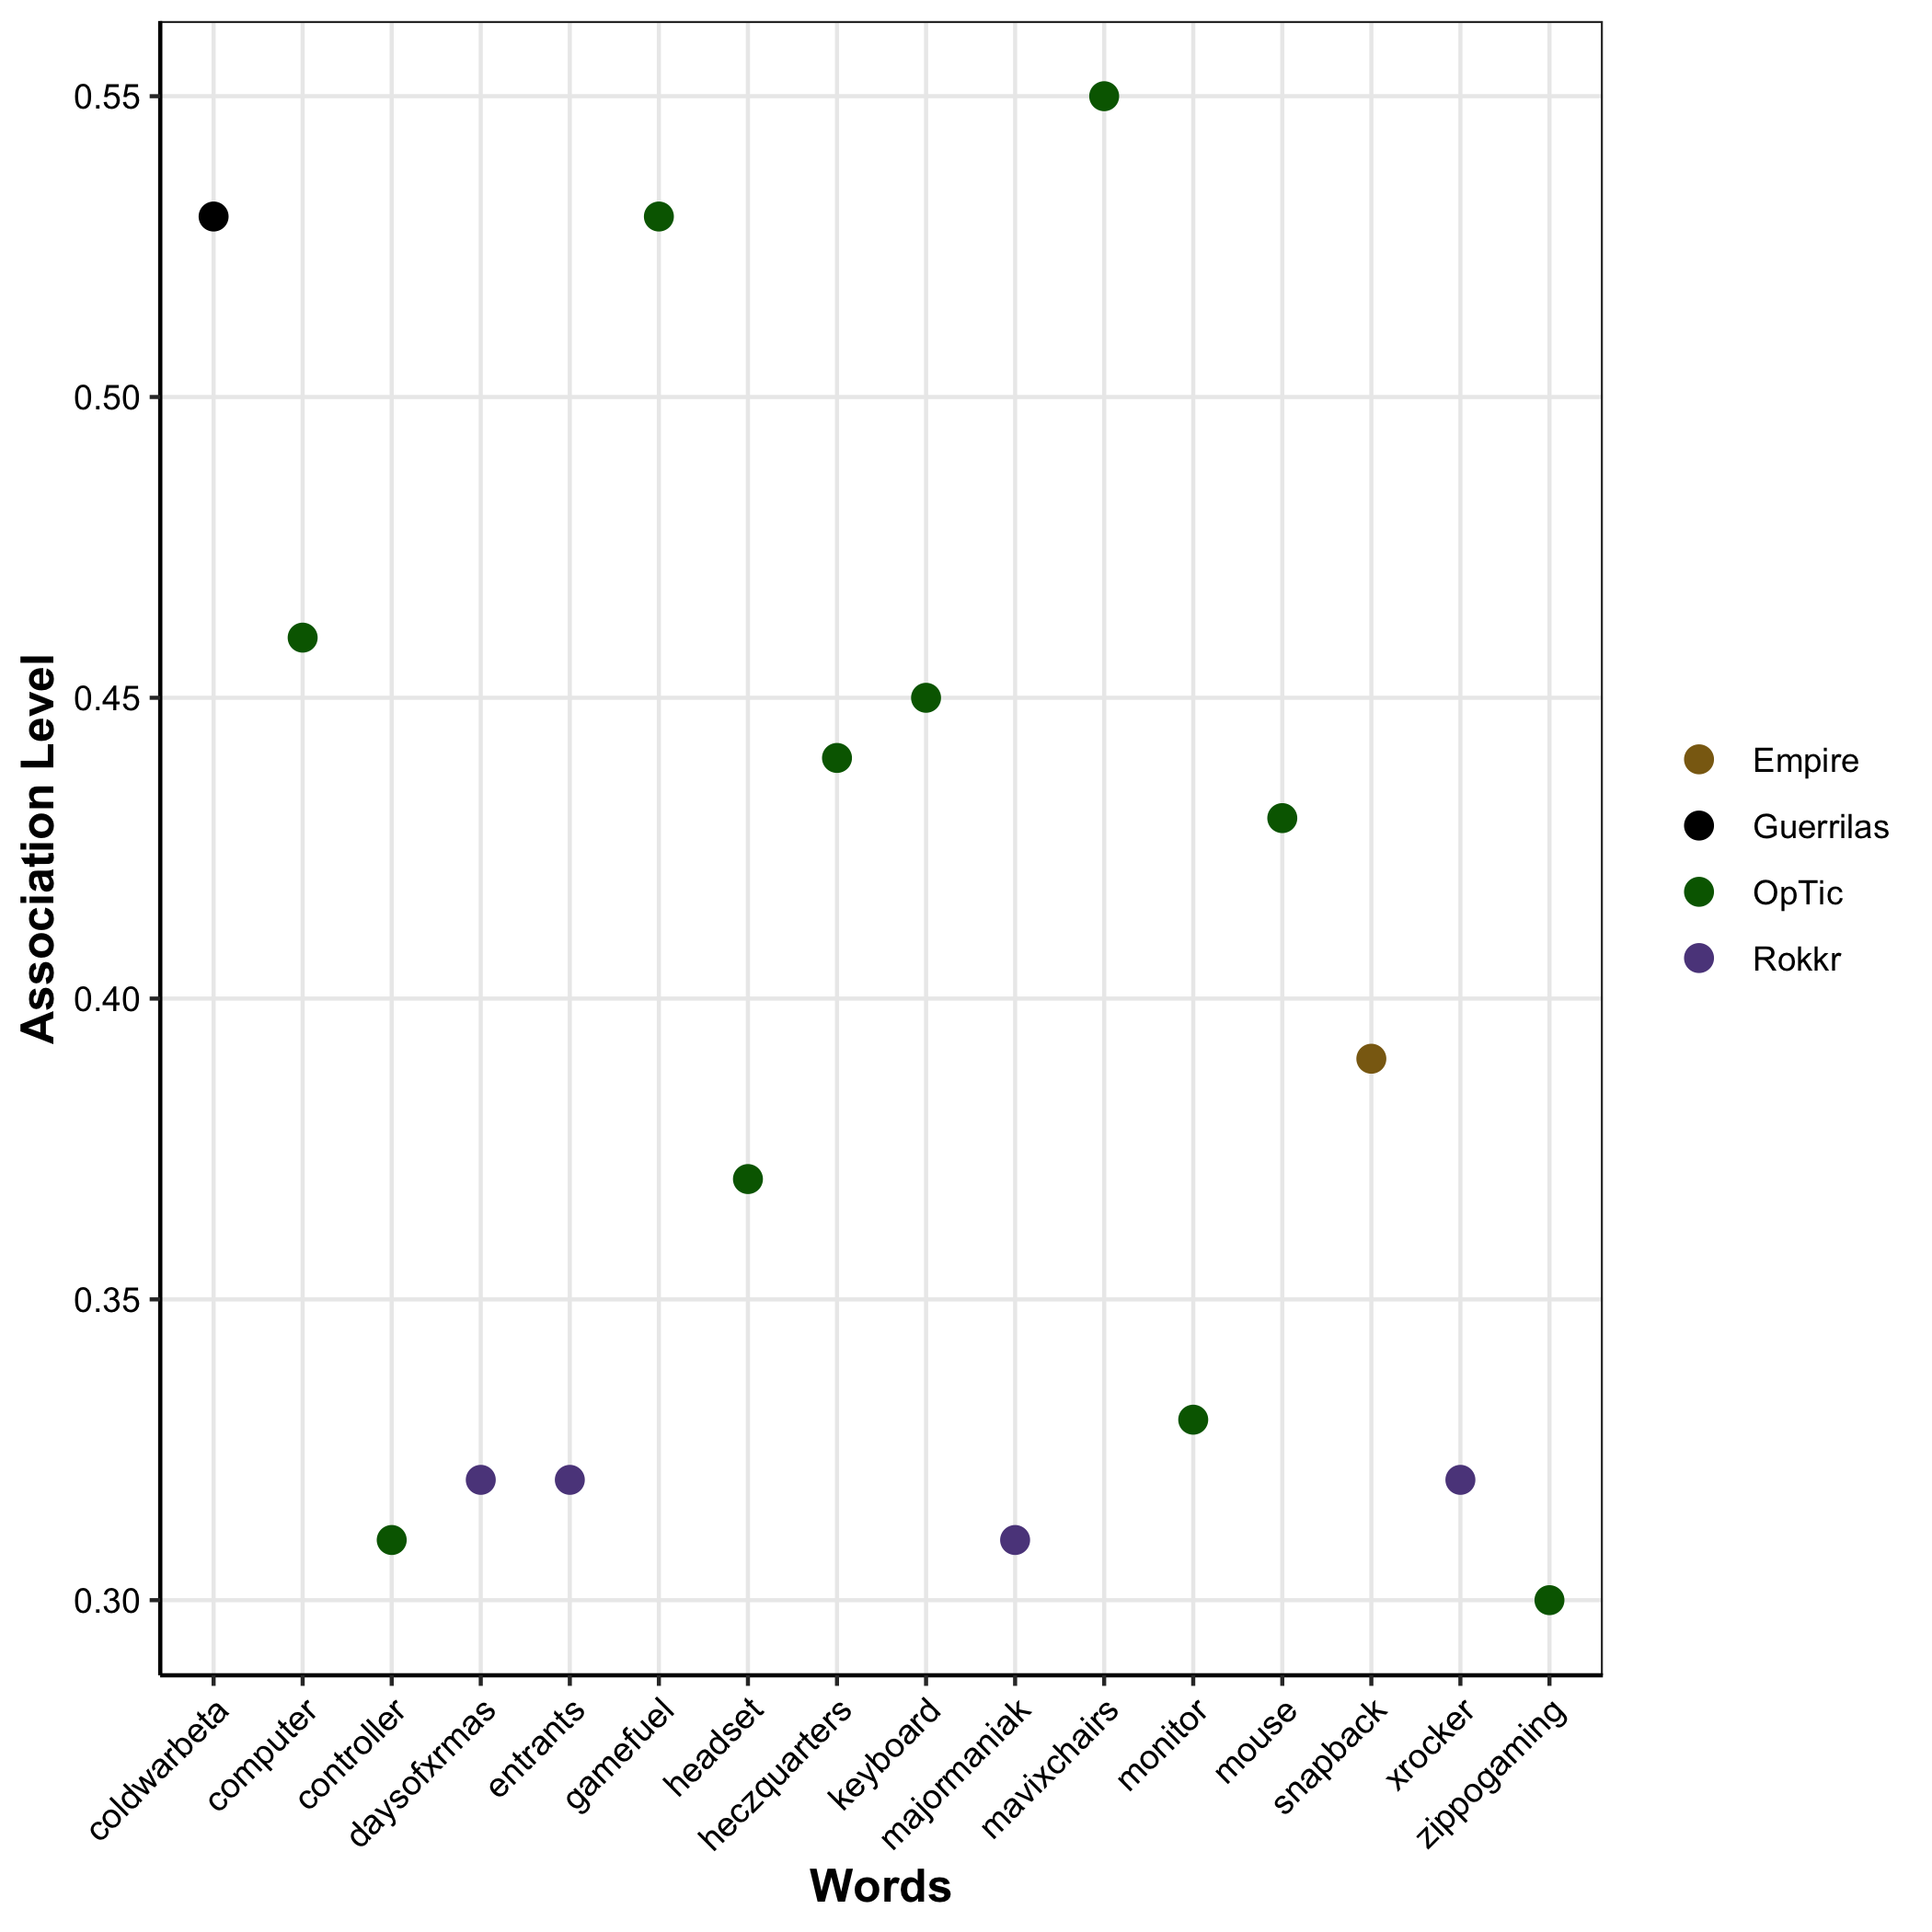 Association Level
0.55
0.50
0.45
0.40
0.35
0.30
coldwarbeta
computer
controller
daysofxrmas
entrants
gamefuel
headset
heczquarters
keyboard
majormaniak
mavixchairs
monitor
mouse
snapback
xrocker
zippogaming
Words
Empire
Guerrilas
OpTic
Rokkr